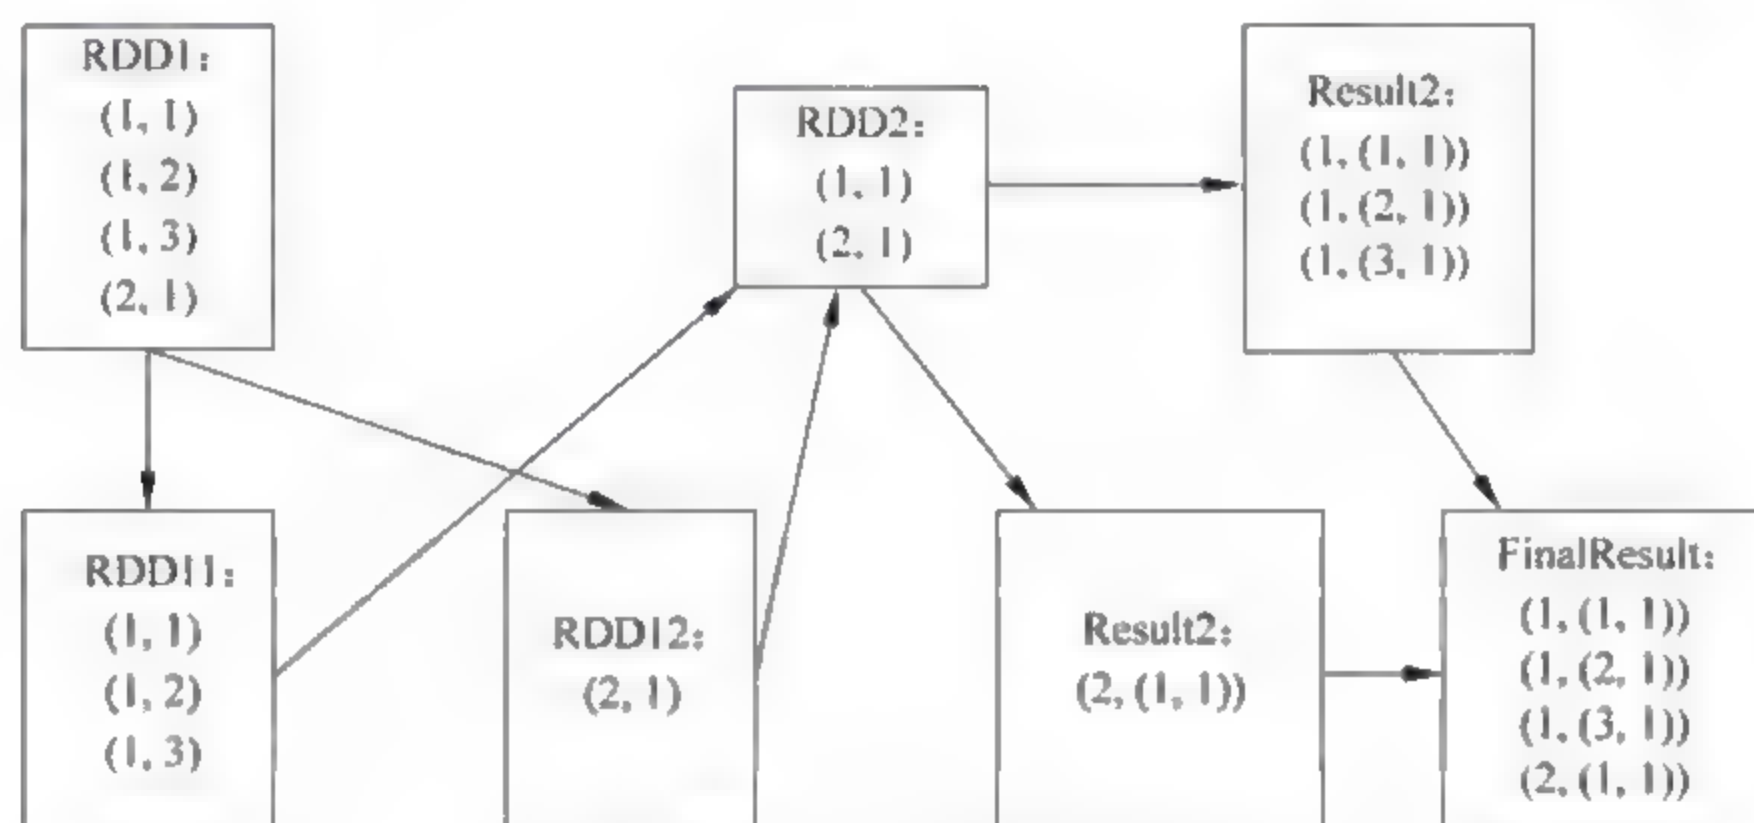 RDD1:
(1, 1)
(1, 2)
(1, 3)
(2, 1)
RDD2:
(1, 1)
(2, 1)
Result2:
(1, (1, 1))
(1, (2, 1))
(1, (3, 1))
RDD11:
(1, 1)
(1, 2)
(1, 3)
RDD12:
(2, 1)
Result2:
(2, (1, 1))
FinalResult:
(1, (1, 1))
(1, (2, 1))
(1, (3, 1))
(2, (1, 1))